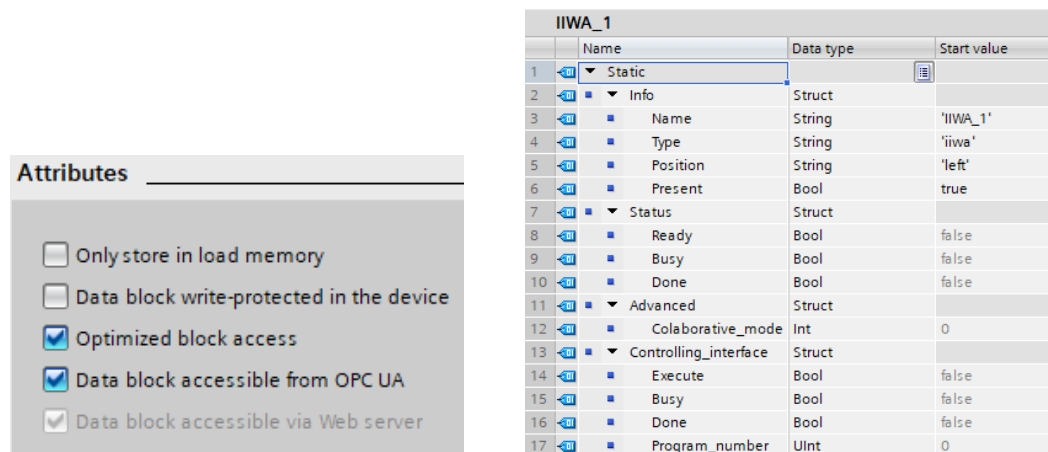 Attributes
Only store in load memory
Data block write-protected in the device
Optimized block access
Data block accessible from OPC UA
Data block accessible via Web server
IIWA_1
Name Data type Start value
1 Static
2 Info Struct
3 Name String 'IIWA_1'
4 Type String 'iiwa'
5 Position String 'left'
6 Present Bool true
7 Status Struct
8 Ready Bool false
9 Busy Bool false
10 Done Bool false
11 Advanced Struct
12 Colaborative_mode Int 0
13 Controlling_interface Struct
14 Execute Bool false
15 Busy Bool false
16 Done Bool false
17 Program_number UInt 0